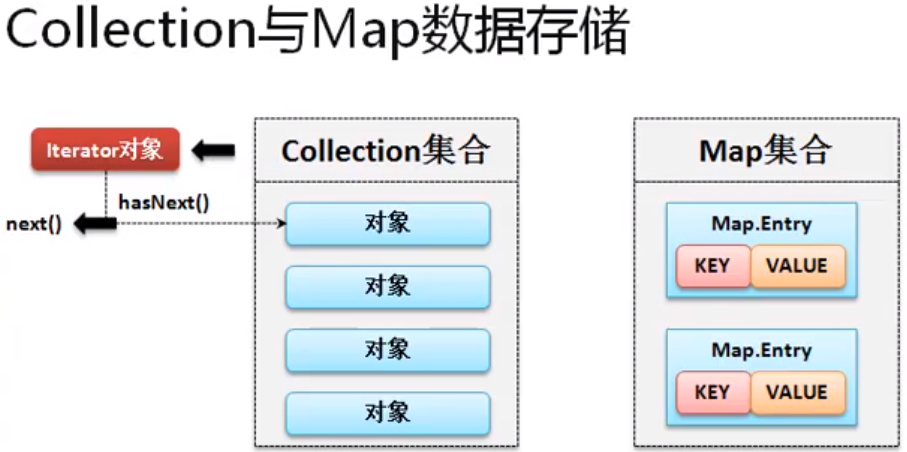 Collection与Map数据存储
Iterator对象
Collection集合
Map集合
hasNext()
next()
对象
对象
对象
对象
Map.Entry
KEY VALUE
Map.Entry
KEY VALUE